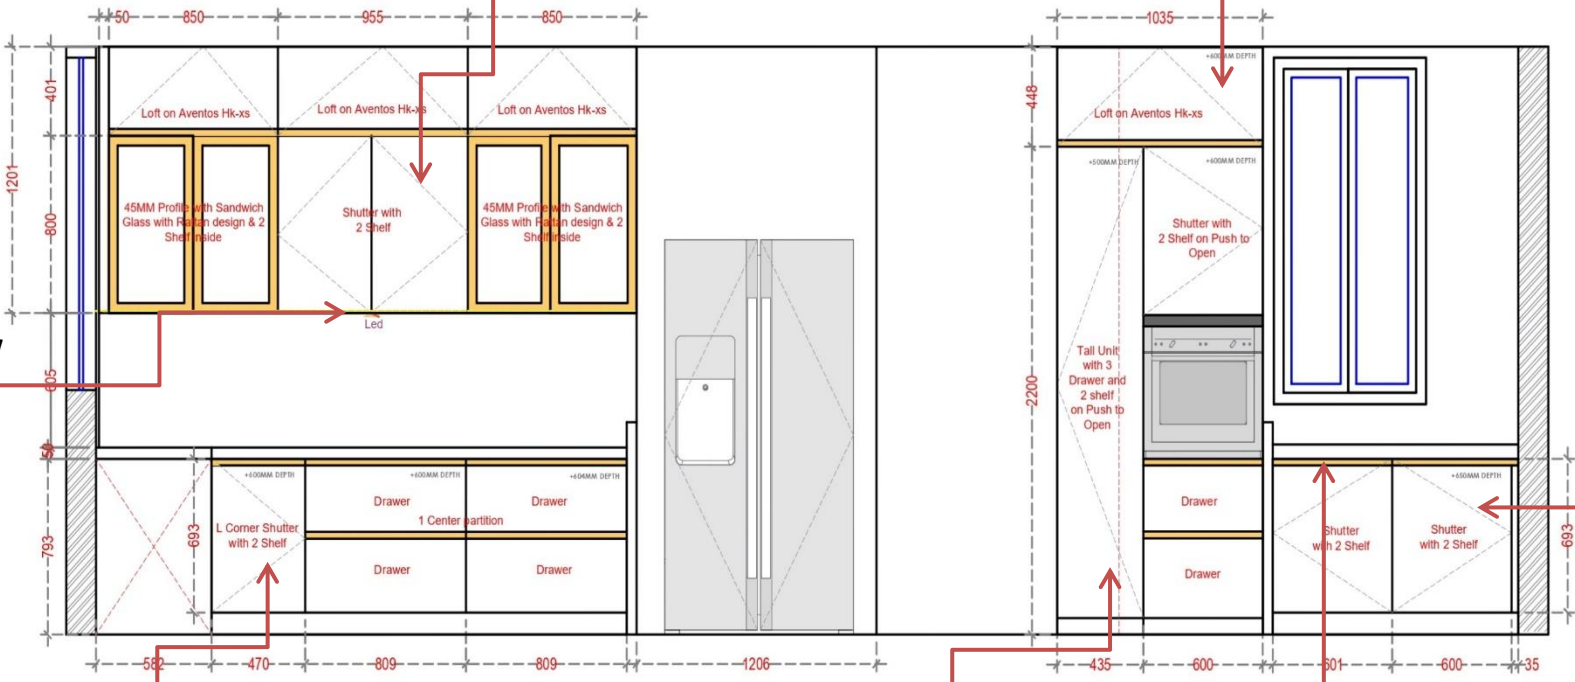 50
850
955
850
1035
401
800
1201
605
50
793
693
448
2200
693
+600MM DEPTH
Loft on Aventos Hk-xs
Loft on Aventos Hk-xs
Loft on Aventos Hk-xs
Loft on Aventos Hk-xs
+500MM DEPTH
+600MM DEPTH
45MM Profile with Sandwich
Glass with Rattan design & 2
Shelf inside
Shutter with
2 Shelf
45MM Profile with Sandwich
Glass with Rattan design & 2
Shelf inside
Shutter with
2 Shelf on Push to
Open
Led
Tall Unit
with 3
Drawer and
2 shelf
on Push to
Open
+600MM DEPTH
+600MM DEPTH
+604MM DEPTH
+650MM DEPTH
Drawer
Drawer
Drawer
1 Center partition
L Corner Shutter
with 2 Shelf
Shutter
with 2 Shelf
Shutter
with 2 Shelf
Drawer
Drawer
Drawer
582
470
809
809
1206
435
600
601
600
35